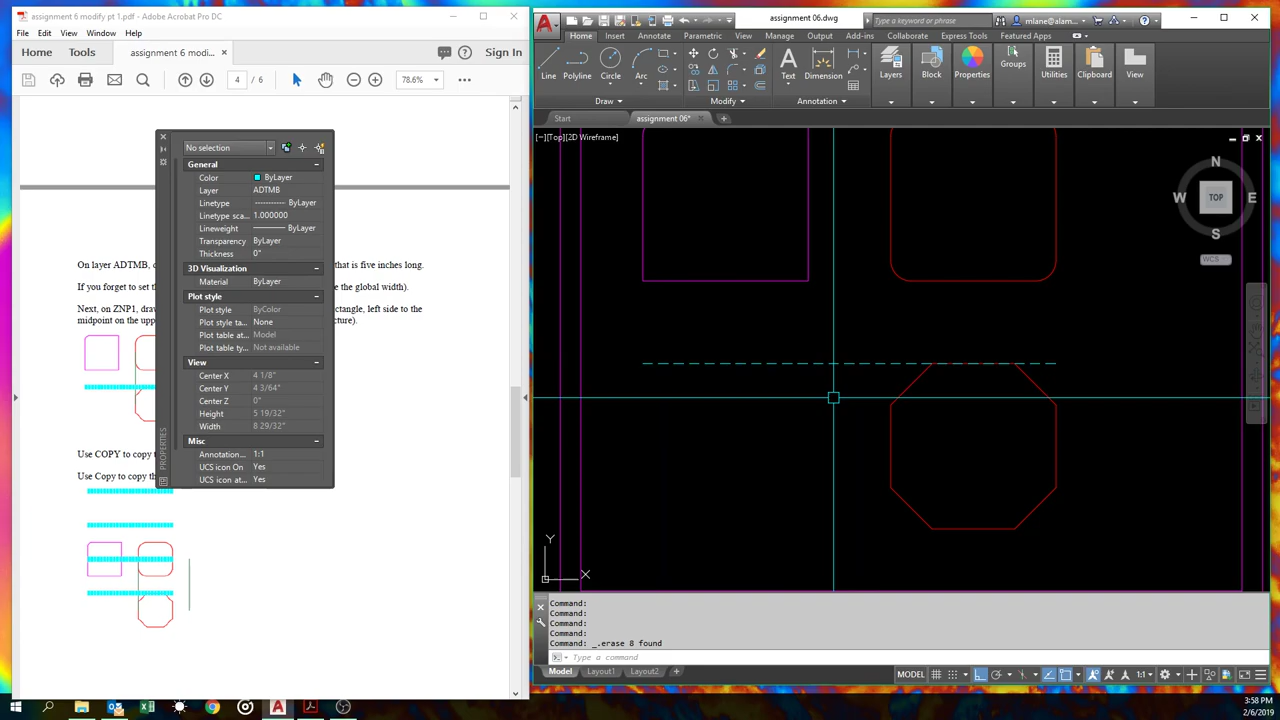 assignment 6 modify pt 1.pdf - Adobe Acrobat Pro DC
File Edit View Window Help
Home Tools assignment 6 modi... × Sign In
4 / 6 78.6%
On layer ADTMB, that is five inches long.
If you forget to set th e the global width).
Next, on ZNP1, draw ctangle, left side to the
midpoint on the uppe cture).
Use COPY to copy t
Use Copy to copy th
No selection
General
Color ByLayer
Layer ADTMB
Linetype ByLayer
Linetype sca... 1.000000
Lineweight ByLayer
Transparency ByLayer
Thickness 0"
3D Visualization
Material ByLayer
Plot style
Plot style ByColor
Plot style ta... None
Plot table at... Model
Plot table ty... Not available
View
Center X 4 1/8"
Center Y 4 3/64"
Center Z 0"
Height 5 19/32"
Width 8 29/32"
Misc
Annotation... 1:1
UCS icon On Yes
UCS icon at... Yes
PROPERTIES
assignment 06.dwg Type a keyword or phrase mlane@alam...
Home Insert Annotate Parametric View Manage Output Add-ins Collaborate Express Tools Featured Apps
Line Polyline Circle Arc Text Dimension Layers Block Properties Groups Utilities Clipboard View
Draw Modify Annotation
Start assignment 06* × +
[−][Top][2D Wireframe]
N
W TOP E
S
WCS
Y
X
Command:
Command:
Command:
Command:
Command: _.erase 8 found
Type a command
Model Layout1 Layout2 + MODEL 1:1
3:58 PM
2/6/2019